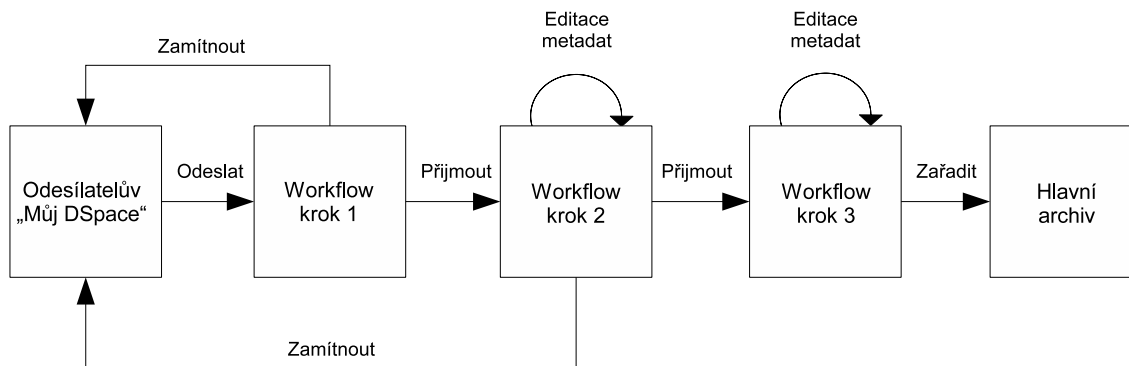 Editace
metadat
Editace
metadat
Zamítnout
Odesílatelův
„Můj DSpace“
Odeslat
Workflow
krok 1
Přijmout
Workflow
krok 2
Přijmout
Workflow
krok 3
Zařadit
Hlavní
archiv
Zamítnout